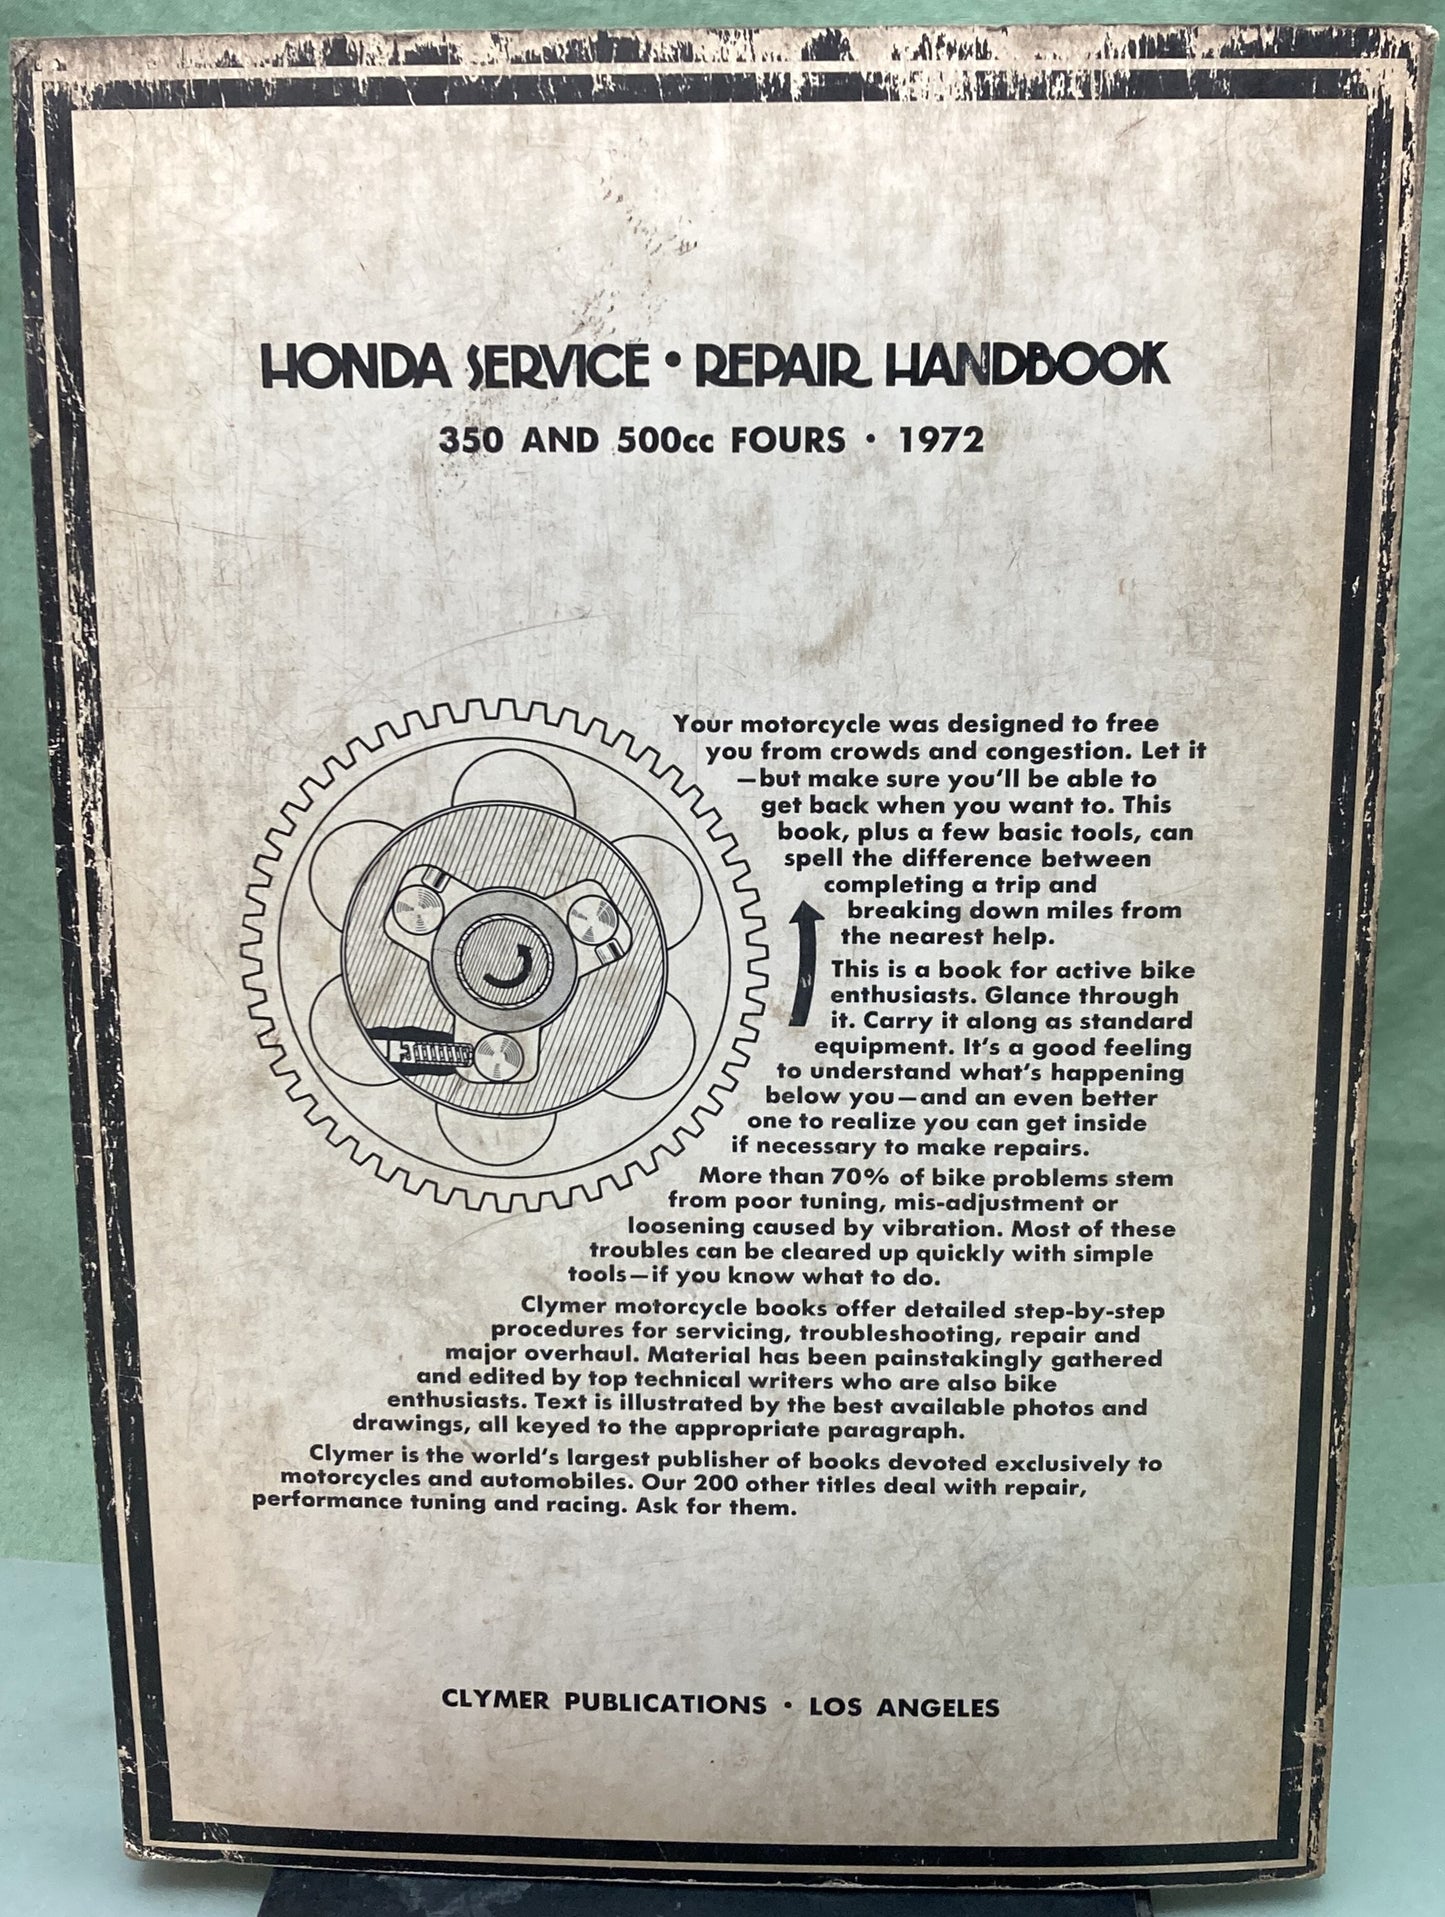 HONDA SERVICE • REPAIR HANDBOOK
350 AND 500cc FOURS • 1972
Your motorcycle was designed to free
you from crowds and congestion. Let it
—but make sure you'll be able to
get back when you want to. This
book, plus a few basic tools, can
spell the difference between
completing a trip and
breaking down miles from
the nearest help.
This is a book for active bike
enthusiasts. Glance through
it. Carry it along as standard
equipment. It's a good feeling
to understand what's happening
below you—and an even better
one to realize you can get inside
if necessary to make repairs.
More than 70% of bike problems stem
from poor tuning, mis-adjustment or
loosening caused by vibration. Most of these
troubles can be cleared up quickly with simple
tools—if you know what to do.
Clymer motorcycle books offer detailed step-by-step
procedures for servicing, troubleshooting, repair and
major overhaul. Material has been painstakingly gathered
and edited by top technical writers who are also bike
enthusiasts. Text is illustrated by the best available photos and
drawings, all keyed to the appropriate paragraph.
Clymer is the world's largest publisher of books devoted exclusively to
motorcycles and automobiles. Our 200 other titles deal with repair,
performance tuning and racing. Ask for them.
CLYMER PUBLICATIONS • LOS ANGELES